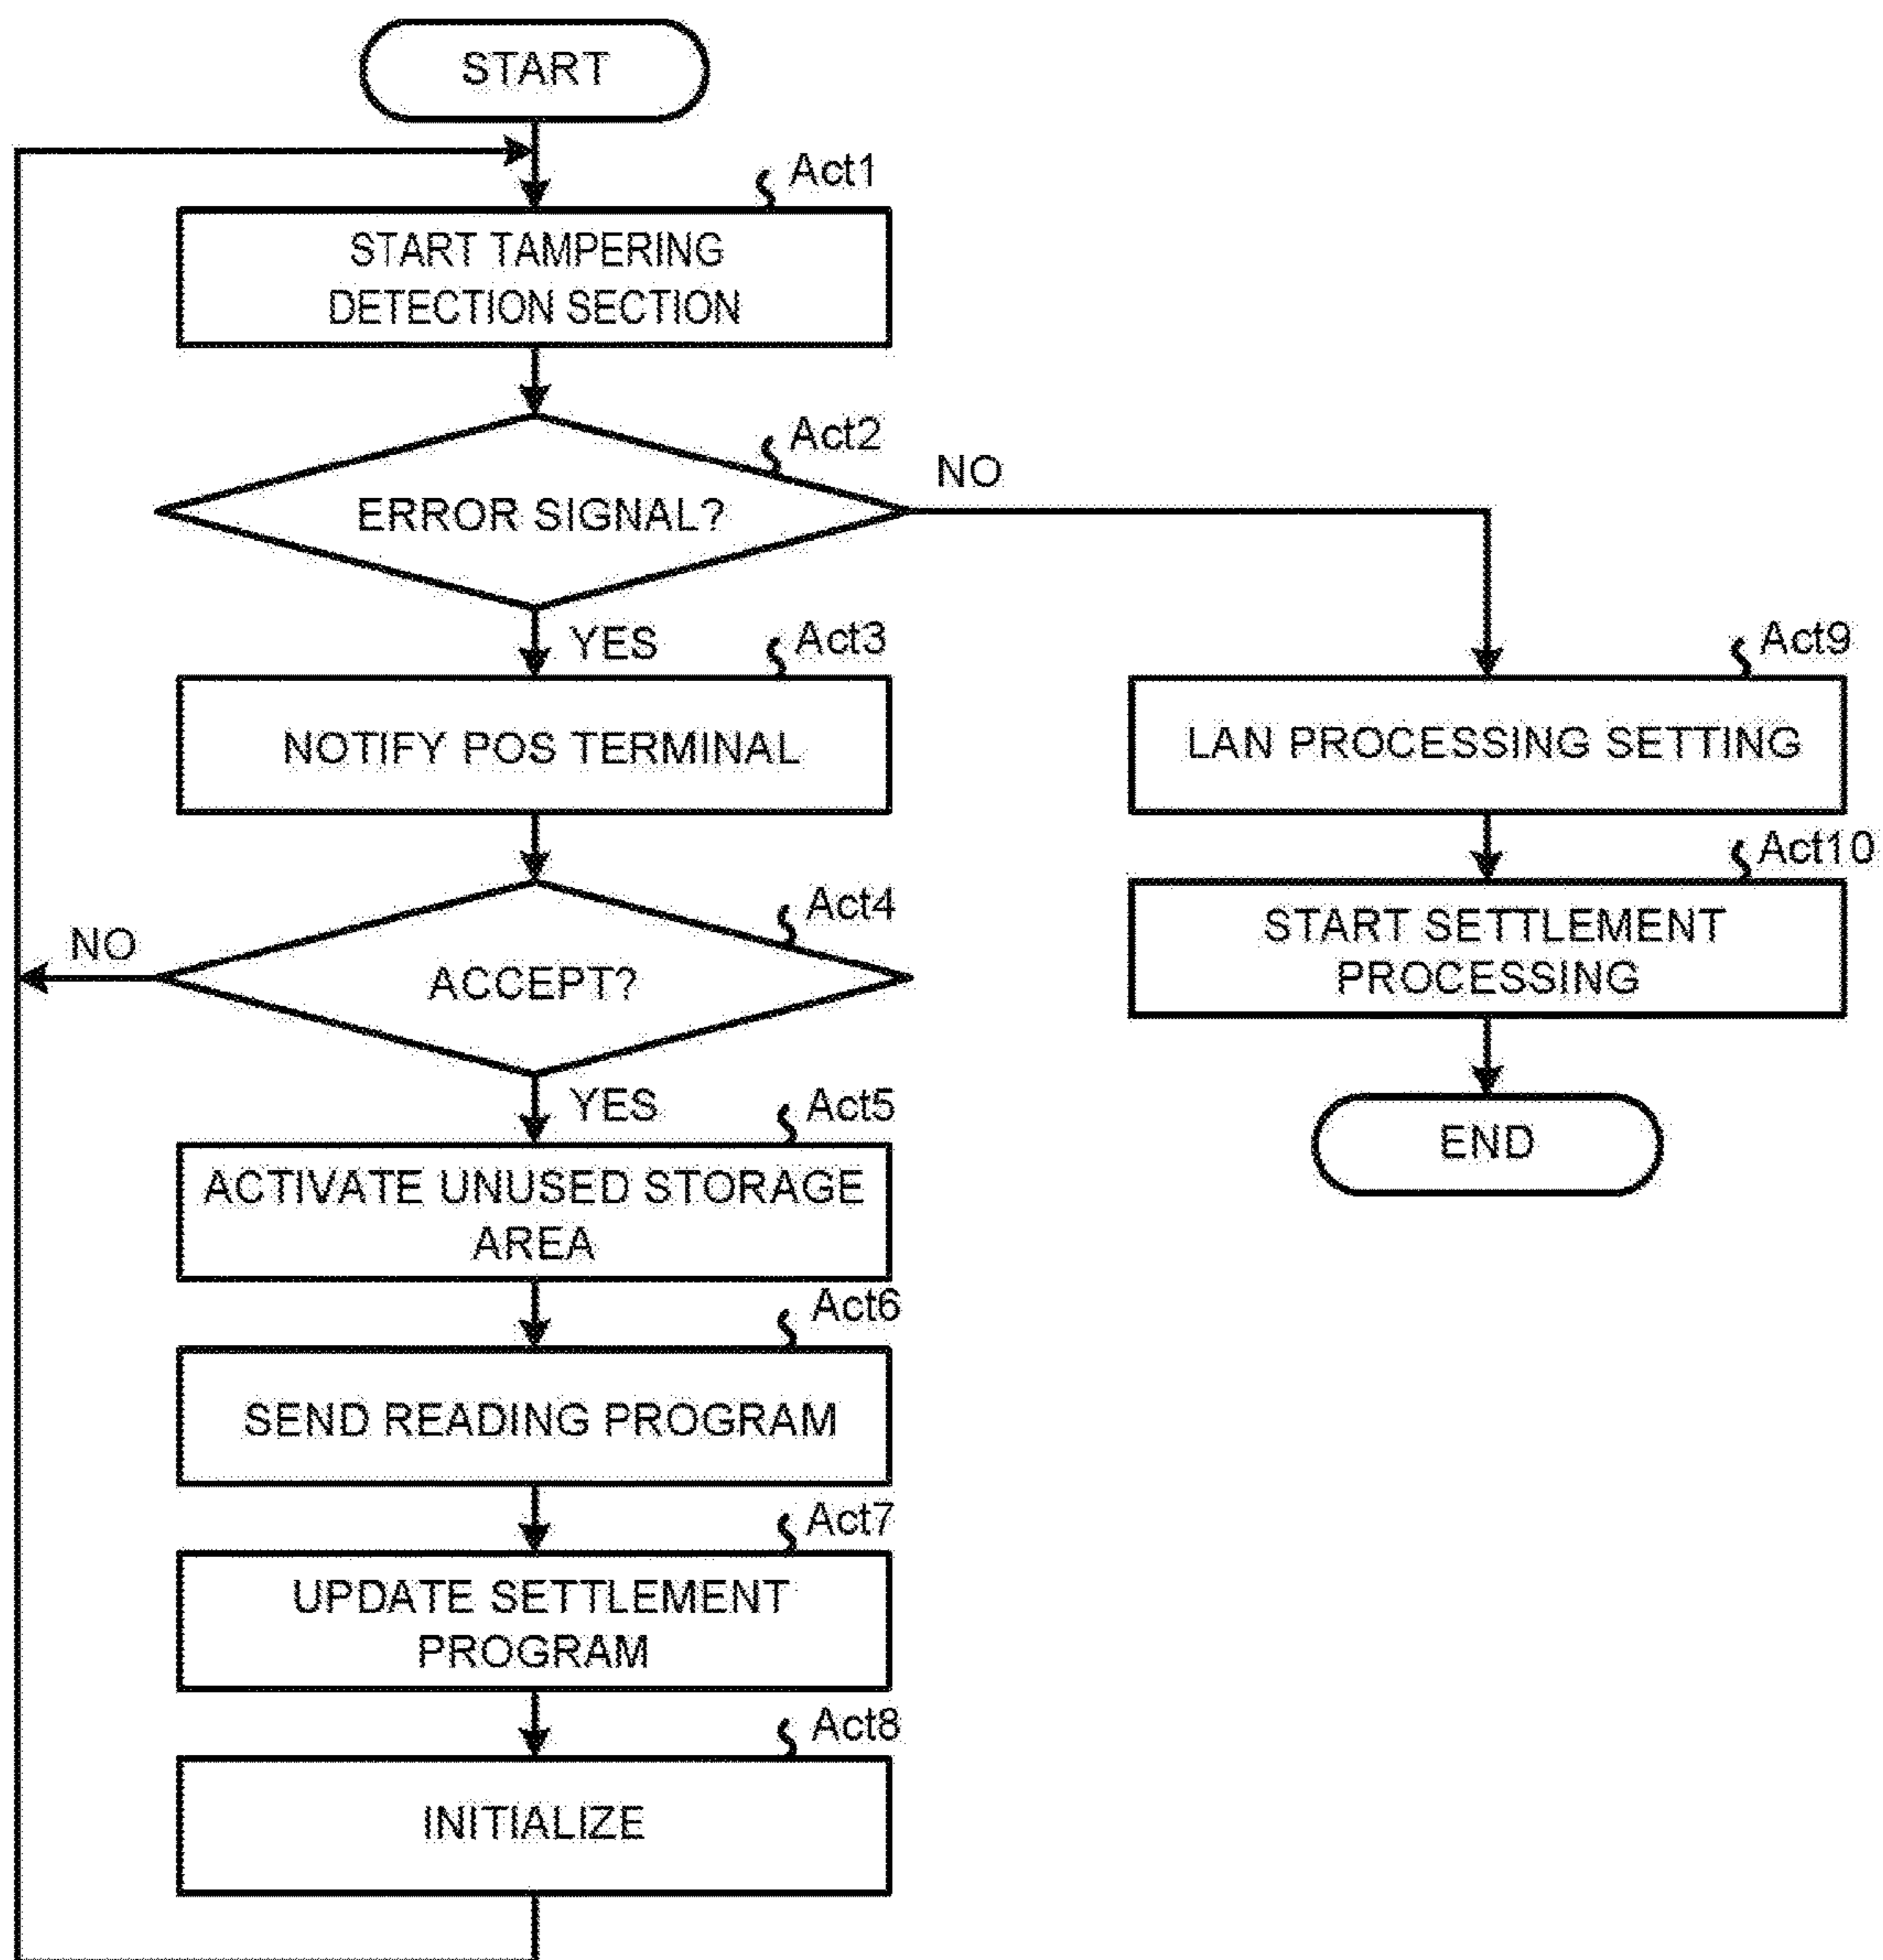 START
Act1
START TAMPERING
DETECTION SECTION
Act2
ERROR SIGNAL?
NO
YES
Act3
NOTIFY POS TERMINAL
Act9
LAN PROCESSING SETTING
Act4
ACCEPT?
NO
YES
Act10
START SETTLEMENT
PROCESSING
END
Act5
ACTIVATE UNUSED STORAGE
AREA
Act6
SEND READING PROGRAM
Act7
UPDATE SETTLEMENT
PROGRAM
Act8
INITIALIZE